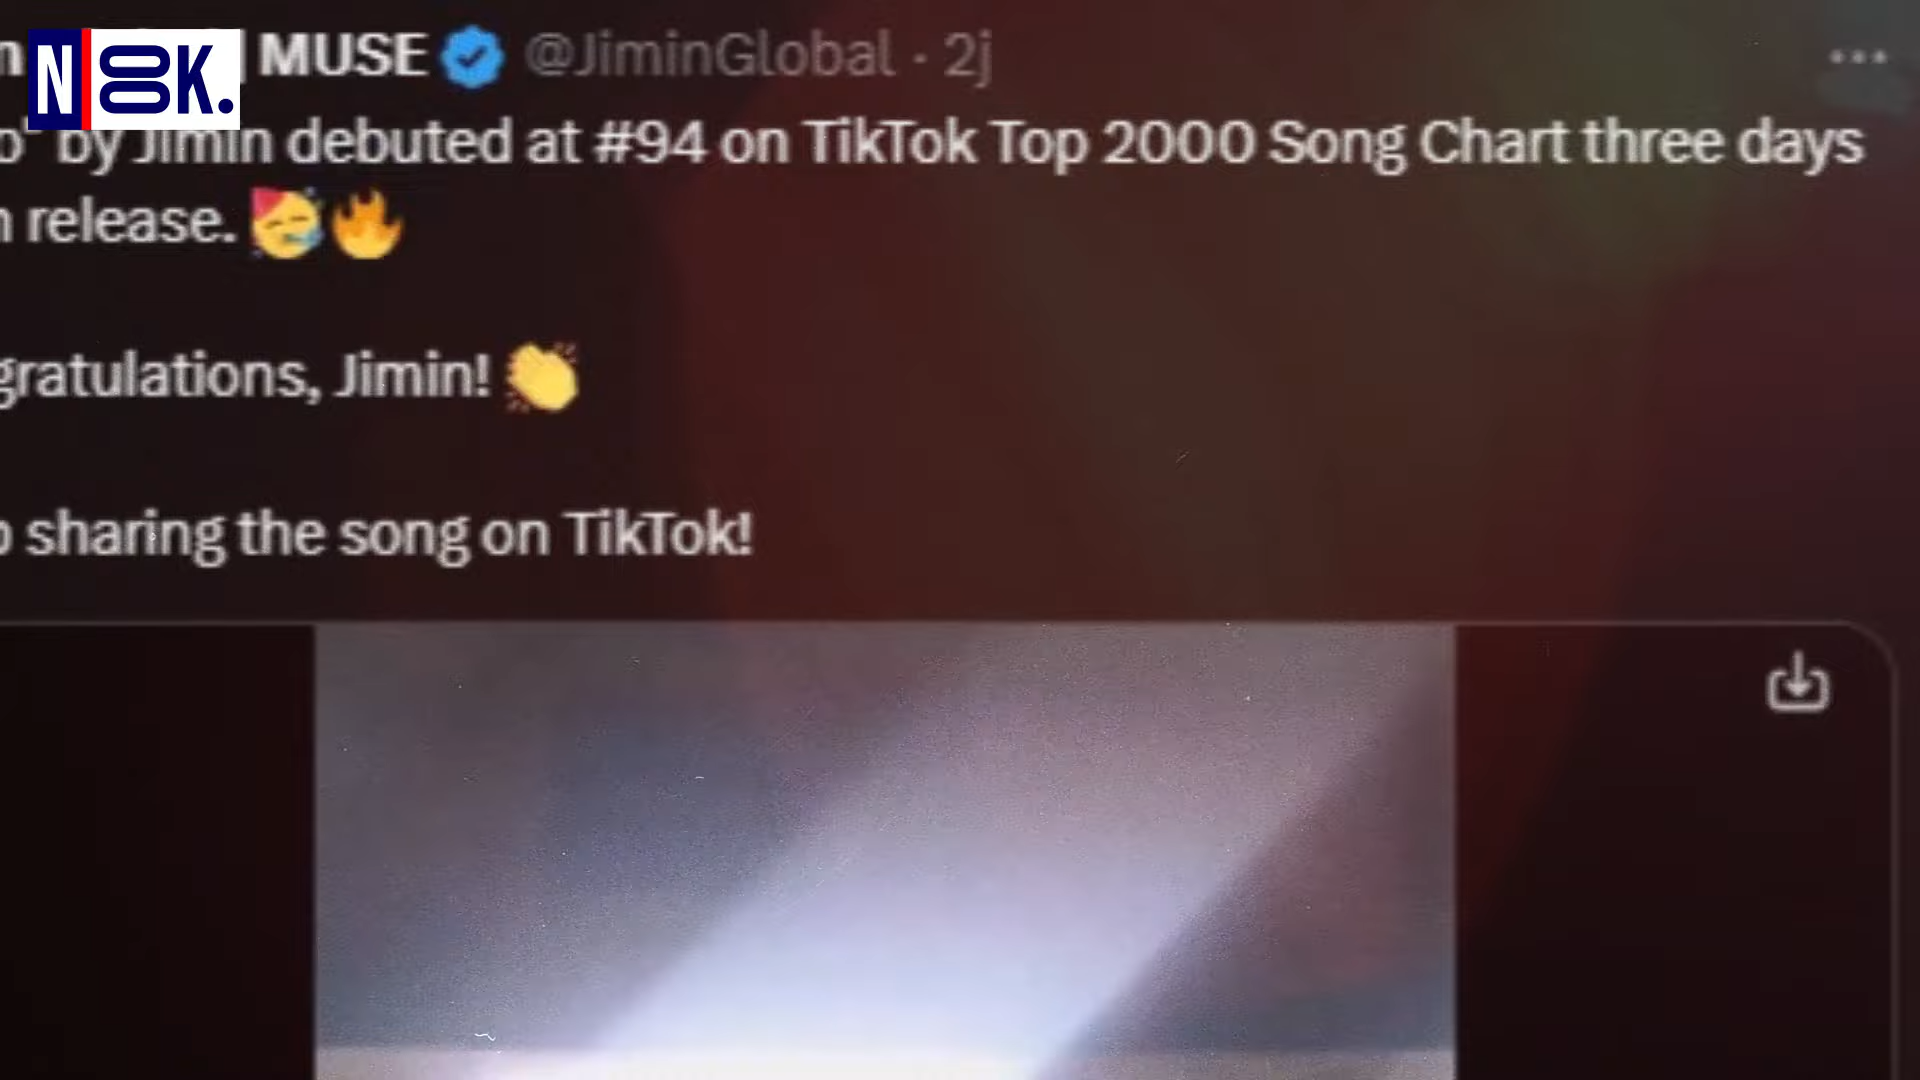 NOOK.
MUSE @JiminGlobal · 2j
by Jimin debuted at #94 on TikTok Top 2000 Song Chart three days
release.
gratulations, Jimin!
sharing the song on TikTok!